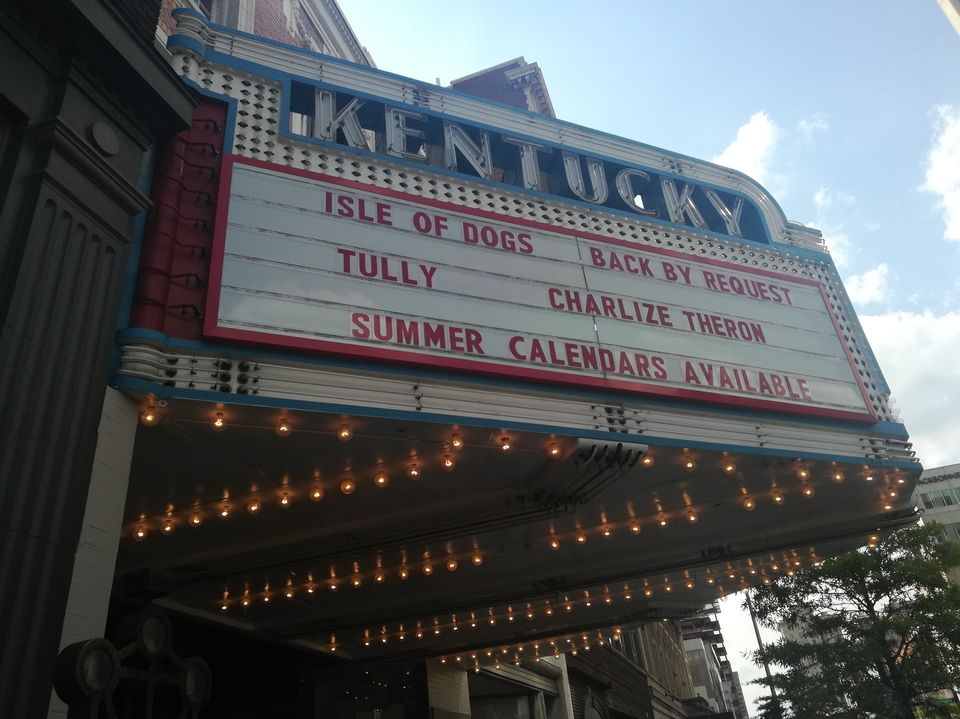 KENTUCKY
ISLE OF DOGS BACK BY REQUEST
TULLY CHARLIZE THERON
SUMMER CALENDARS AVAILABLE